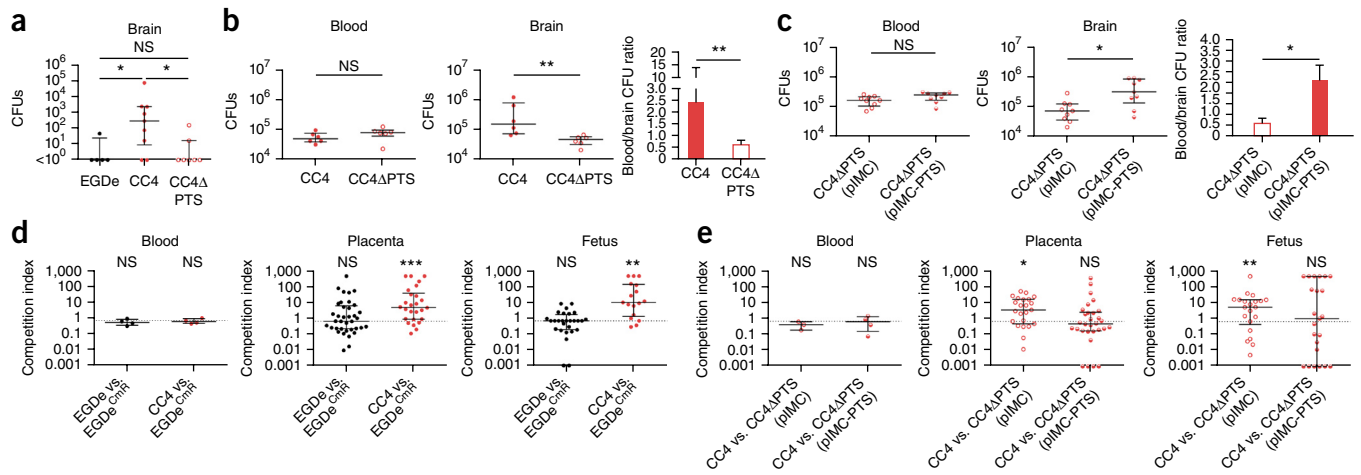 a
Brain
NS
*
*
CFUs
10^6
10^5
10^4
10^3
10^2
10^1
<10^0
EGDe
CC4
CC4Δ
PTS
b
Blood
NS
CFUs
10^7
10^6
10^5
10^4
CC4
CC4ΔPTS
Brain
**
10^7
10^6
10^5
10^4
CC4
CC4ΔPTS
**
Blood/brain CFU ratio
20
15
10
5
3.0
2.5
2.0
1.5
1.0
0.5
0
CC4
CC4Δ
PTS
c
Blood
NS
CFUs
10^7
10^6
10^5
10^4
CC4ΔPTS
(pIMC)
CC4ΔPTS
(pIMC-PTS)
Brain
*
CFUs
10^7
10^6
10^5
10^4
CC4ΔPTS
(pIMC)
CC4ΔPTS
(pIMC-PTS)
*
Blood/brain CFU ratio
4.0
3.5
3.0
2.5
2.0
1.5
1.0
0.5
0
CC4ΔPTS
(pIMC)
CC4ΔPTS
(pIMC-PTS)
d
Blood
NS
NS
Competition index
1,000
100
10
1
0.1
0.01
0.001
EGDe vs.
EGDe^CmR
CC4 vs.
EGDe^CmR
Placenta
NS
***
Competition index
1,000
100
10
1
0.1
0.01
0.001
EGDe vs.
EGDe^CmR
CC4 vs.
EGDe^CmR
Fetus
NS
**
Competition index
1,000
100
10
1
0.1
0.01
0.001
EGDe vs.
EGDe^CmR
CC4 vs.
EGDe^CmR
e
Blood
NS
NS
Competition index
1,000
100
10
1
0.1
0.01
0.001
CC4 vs. CC4ΔPTS
(pIMC)
CC4 vs. CC4ΔPTS
(pIMC-PTS)
Placenta
*
NS
Competition index
1,000
100
10
1
0.1
0.01
0.001
CC4 vs. CC4ΔPTS
(pIMC)
CC4 vs. CC4ΔPTS
(pIMC-PTS)
Fetus
**
NS
Competition index
1,000
100
10
1
0.1
0.01
0.001
CC4 vs. CC4ΔPTS
(pIMC)
CC4 vs. CC4ΔPTS
(pIMC-PTS)